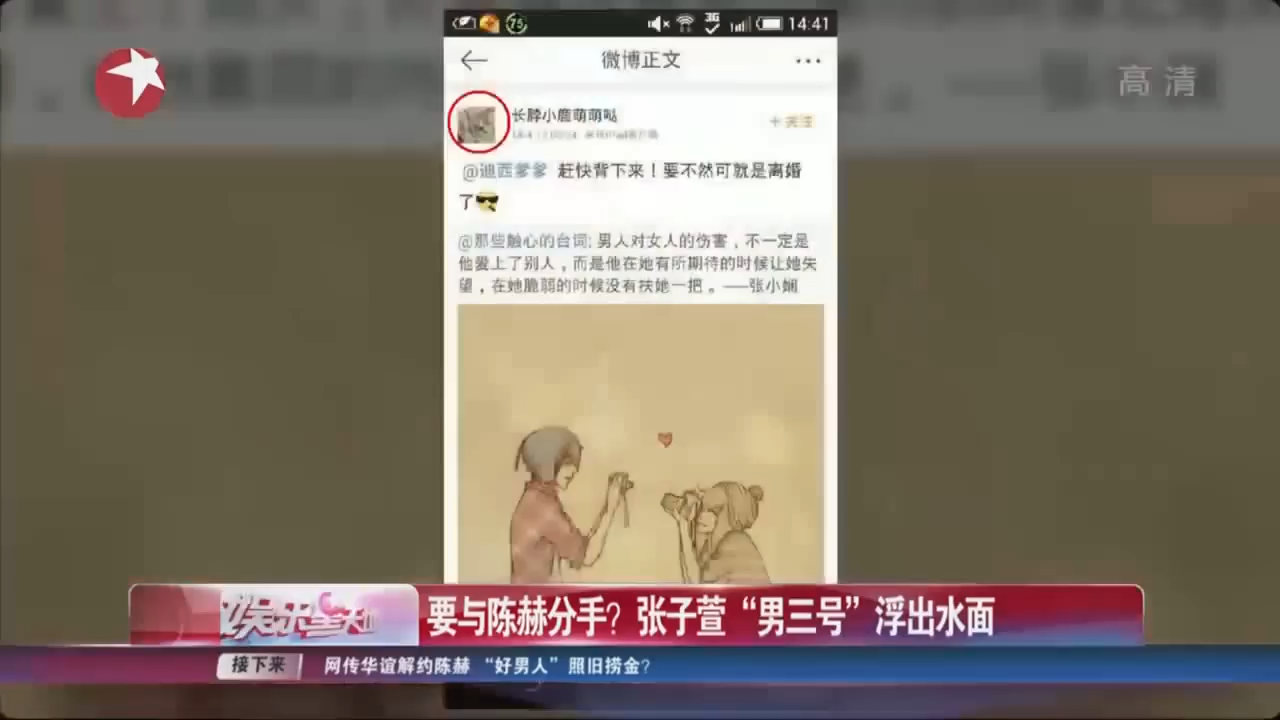 75
3G
14:41
微博正文
高清
长脖小鹿萌萌哒
+关注
@迪西爹爹 赶快背下来！要不然可就是离婚
了
@那些触心的台词: 男人对女人的伤害，不一定是
他爱上了别人，而是他在她有所期待的时候让她失
望，在她脆弱的时候没有扶她一把。——张小娴
娱乐星天地
要与陈赫分手？张子萱“男三号”浮出水面
接下来
网传华谊解约陈赫 “好男人”照旧捞金?